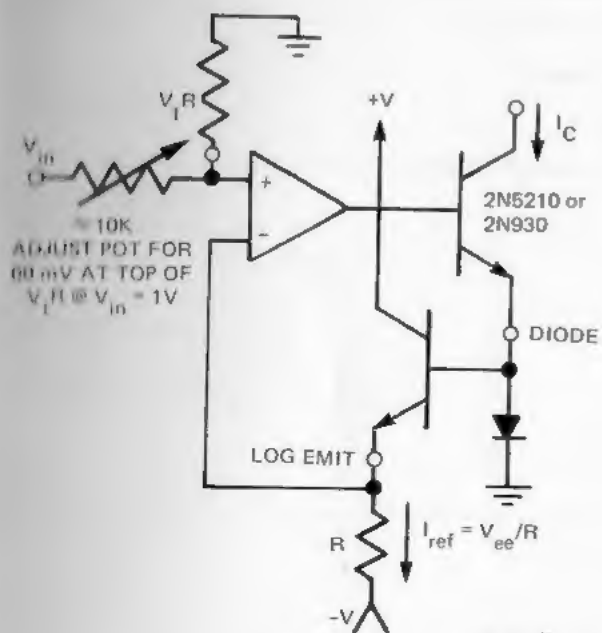 V_I R
V_in
≈ 10K
ADJUST POT FOR
60 mV AT TOP OF
V_I R @ V_in = 1V
+
−
+V
I_C
2N5210 or
2N930
DIODE
LOG EMIT
R
I_ref = V_ee/R
−V